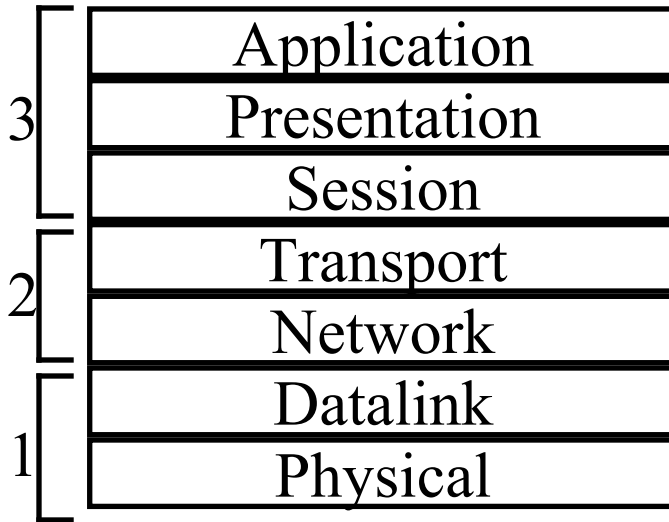 3
Application
Presentation
Session
2
Transport
Network
1
Datalink
Physical